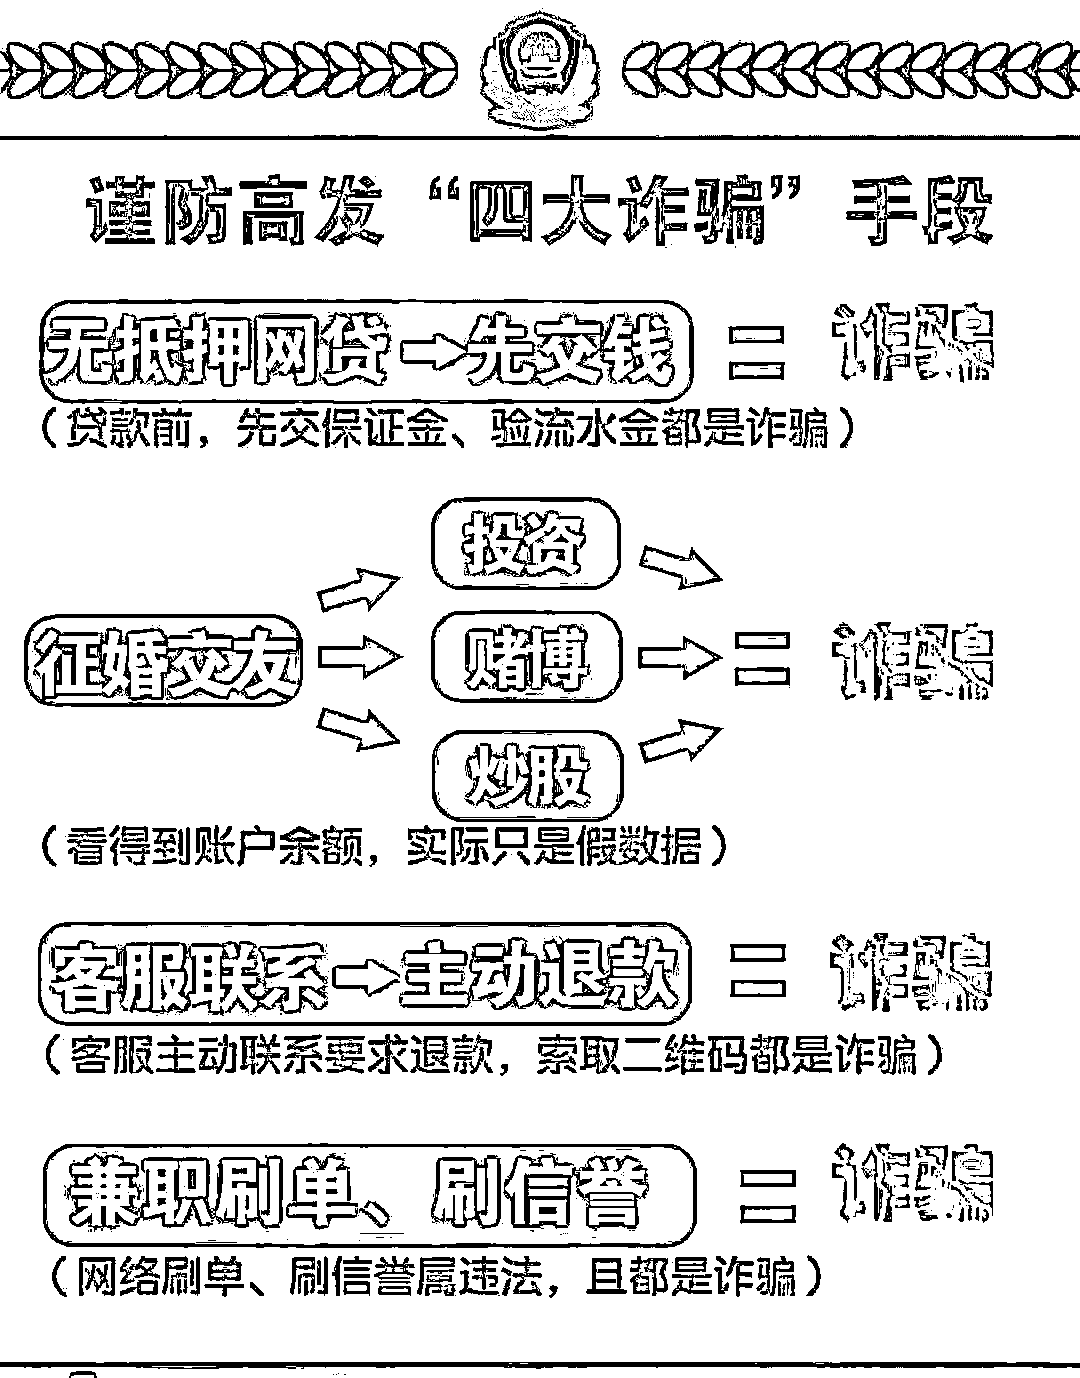 谨防高发“四大诈骗”手段
无抵押网贷→先交钱 = 诈骗
（贷款前，先交保证金、验流水金都是诈骗）
投资
征婚交友 → 赌博 → = 诈骗
炒股
（看得到账户余额，实际只是假数据）
客服联系→主动退款 = 诈骗
（客服主动联系要求退款，索取二维码都是诈骗）
兼职刷单、刷信誉 = 诈骗
（网络刷单、刷信誉属违法，且都是诈骗）